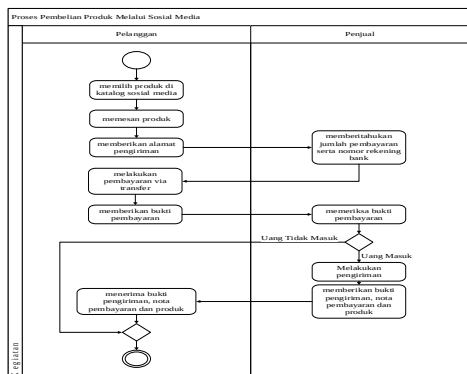 Proses Pembelian Produk Melalui Sosial Media
Pelanggan
Penjual
memilih produk di
katalog sosial media
memesan produk
memberikan alamat
pengiriman
memberitahukan
jumlah pembayaran
serta nomor rekening
bank
melakukan
pembayaran via
transfer
memberikan bukti
pembayaran
memeriksa bukti
pembayaran
Uang Tidak Masuk
Uang Masuk
Melakukan
pengiriman
memberikan bukti
pengiriman, nota
pembayaran dan
produk
menerima bukti
pengiriman, nota
pembayaran dan produk
Kegiatan